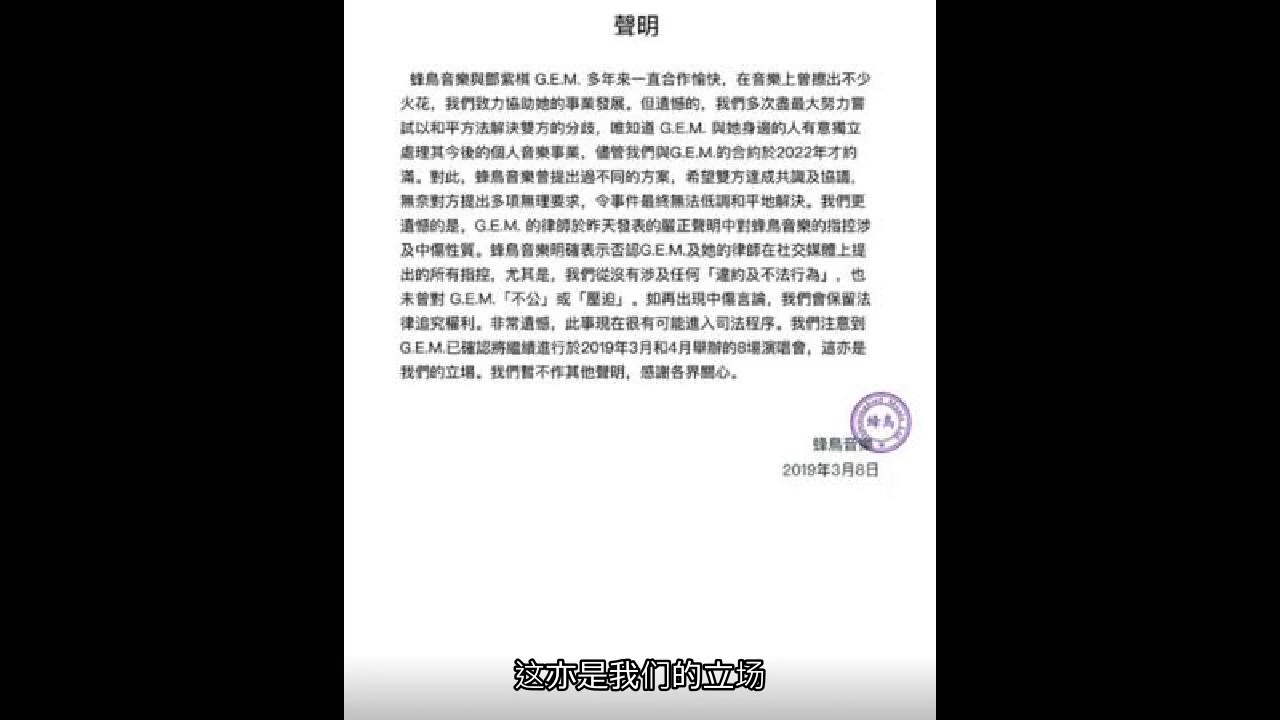 聲明
蜂鳥音樂與鄧紫棋 G.E.M. 多年來一直合作愉快，在音樂上曾擦出不少
火花，我們致力協助她的事業發展。但遺憾的，我們多次盡最大努力嘗
試以和平方法解決雙方的分歧，唯知道 G.E.M. 與她身邊的人有意獨立
處理其今後的個人音樂事業，儘管我們與G.E.M.的合約於2022年才約
滿。對此，蜂鳥音樂曾提出過不同的方案，希望雙方達成共識及協議，
無奈對方提出多項無理要求，令事件最終無法低調和平地解決。我們更
遺憾的是，G.E.M. 的律師於昨天發表的嚴正聲明中對蜂鳥音樂的指控涉
及中傷性質。蜂鳥音樂明確表示否認G.E.M.及她的律師在社交媒體上提
出的所有指控，尤其是，我們從沒有涉及任何「違約及不法行為」，也
未曾對 G.E.M.「不公」或「壓迫」。如再出現中傷言論，我們會保留法
律追究權利。非常遺憾，此事現在很有可能進入司法程序。我們注意到
G.E.M.已確認將繼續進行於2019年3月和4月舉辦的8場演唱會，這亦是
我們的立場。我們暫不作其他聲明，感謝各界關心。
蜂鳥
蜂鳥音樂
2019年3月8日
这亦是我们的立场